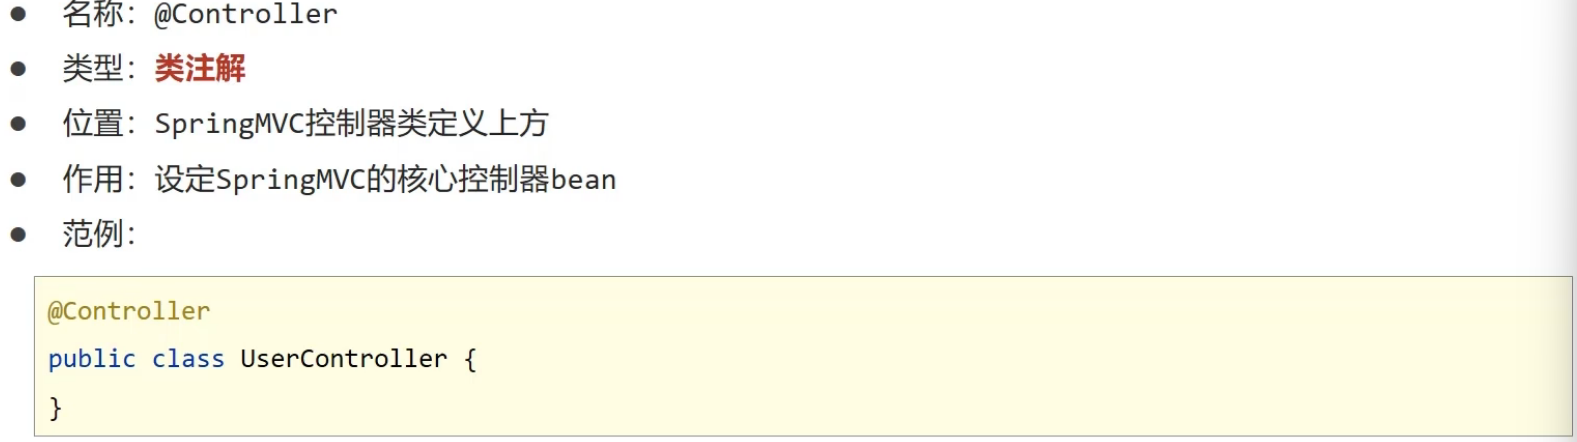 ● 名称：@Controller
● 类型：类注解
● 位置：SpringMVC控制器类定义上方
● 作用：设定SpringMVC的核心控制器bean
● 范例：
@Controller
public class UserController {
}